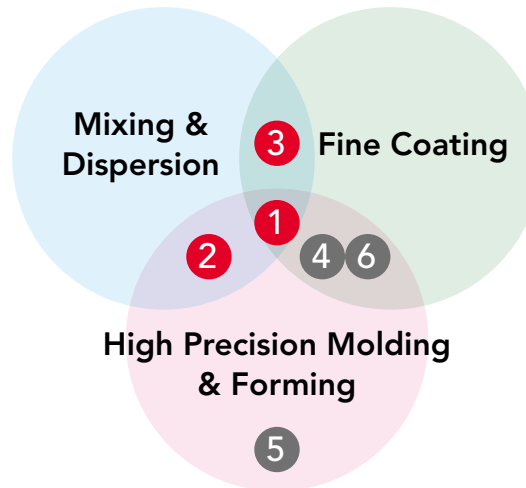 Mixing &
Dispersion
3
Fine Coating
1
2
4 6
High Precision Molding
& Forming
5